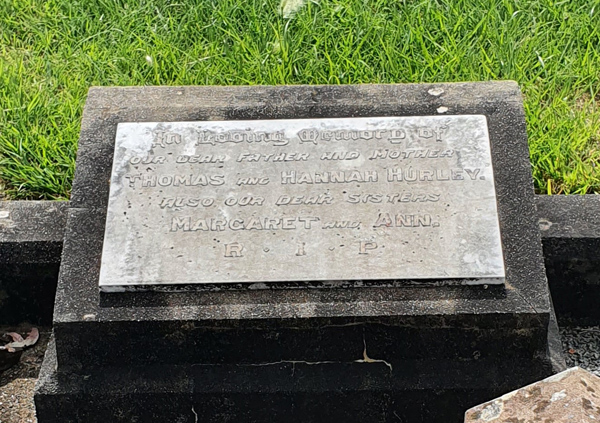 In Loving Memory of
OUR DEAR FATHER AND MOTHER
THOMAS AND HANNAH HURLEY.
ALSO OUR DEAR SISTERS
MARGARET AND ANN.
R · I · P